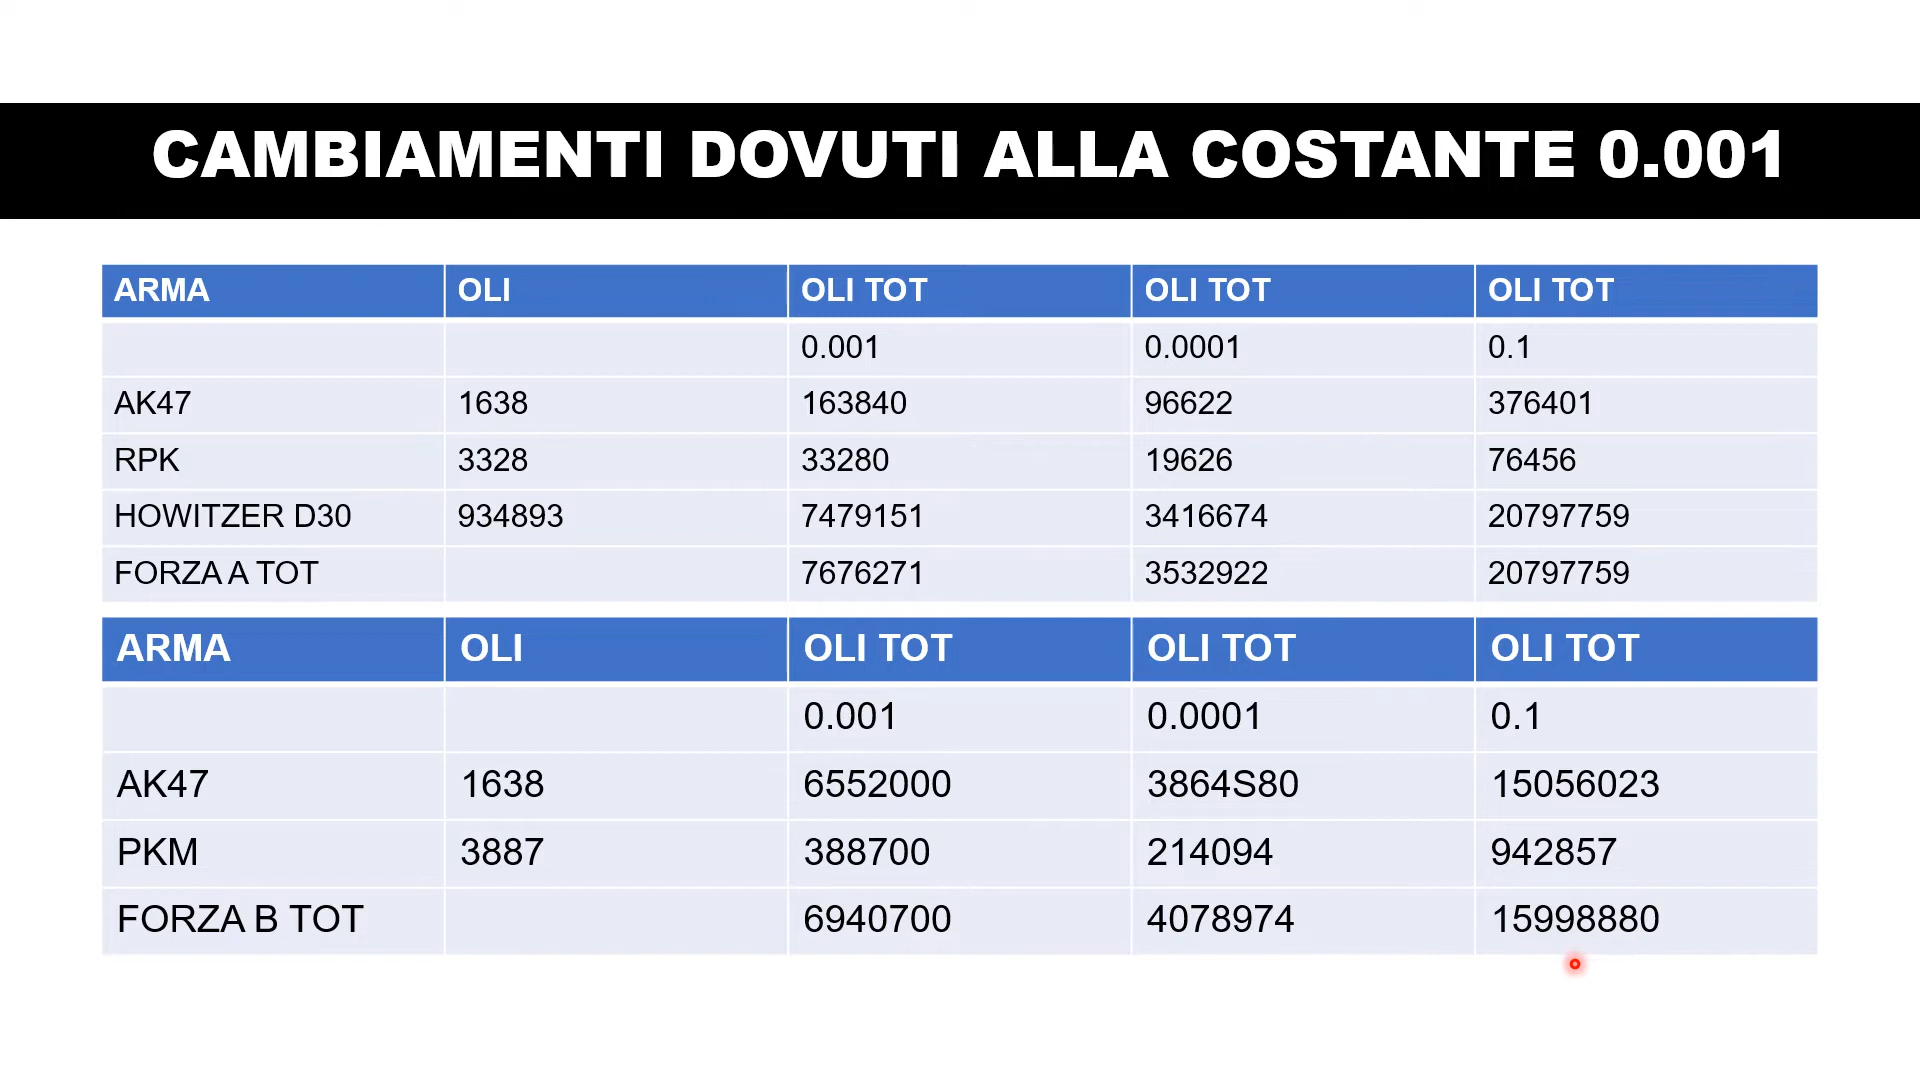 CAMBIAMENTI DOVUTI ALLA COSTANTE 0.001
ARMA OLI OLI TOT OLI TOT OLI TOT
0.001 0.0001 0.1
AK47 1638 163840 96622 376401
RPK 3328 33280 19626 76456
HOWITZER D30 934893 7479151 3416674 20797759
FORZA A TOT 7676271 3532922 20797759
ARMA OLI OLI TOT OLI TOT OLI TOT
0.001 0.0001 0.1
AK47 1638 6552000 3864S80 15056023
PKM 3887 388700 214094 942857
FORZA B TOT 6940700 4078974 15998880